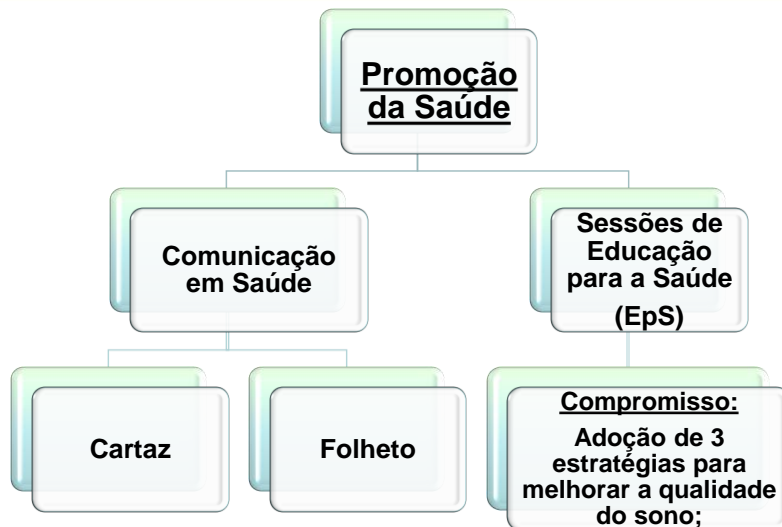 Promoção
da Saúde
Comunicação
em Saúde
Sessões de
Educação
para a Saúde
(EpS)
Cartaz
Folheto
Compromisso:
Adoção de 3
estratégias para
melhorar a qualidade
do sono;